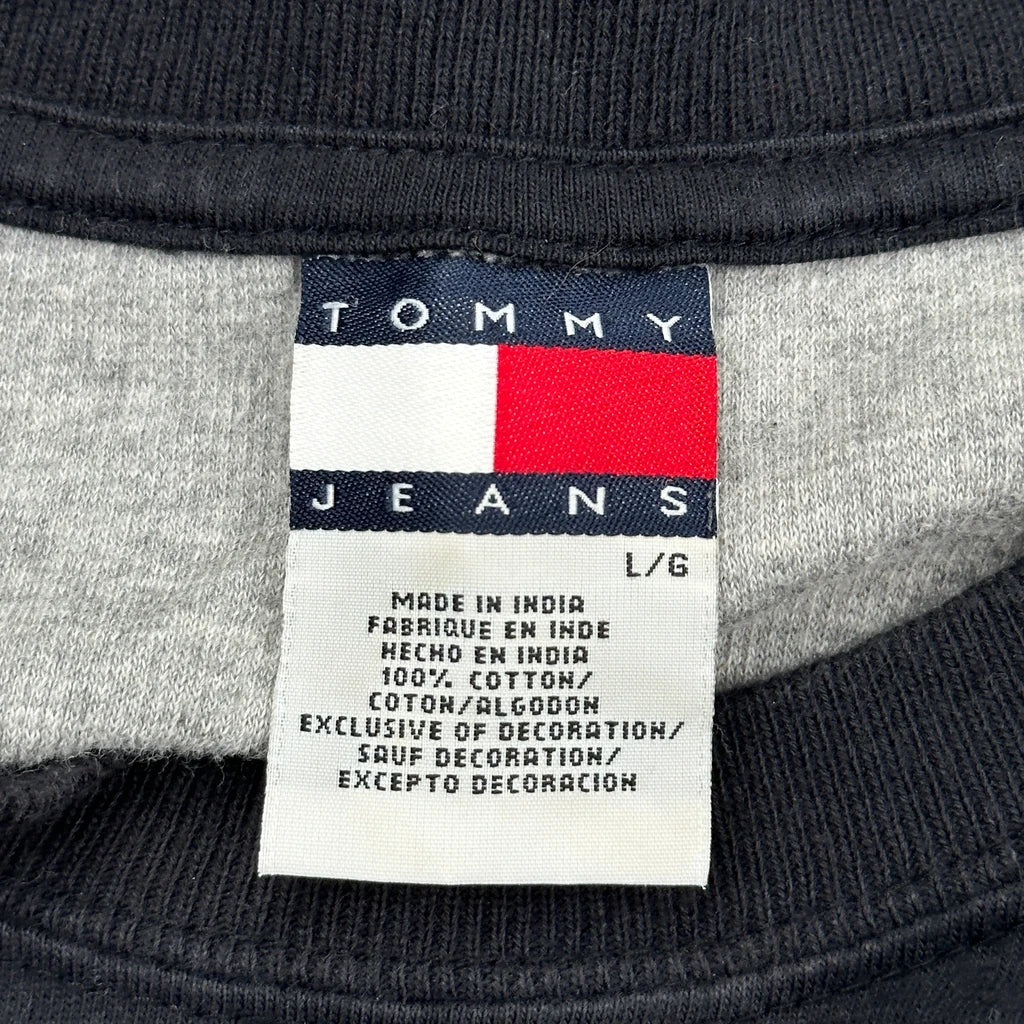 TOMMY
JEANS
L/G
MADE IN INDIA
FABRIQUE EN INDE
HECHO EN INDIA
100% COTTON/
COTON/ALGODON
EXCLUSIVE OF DECORATION/
SAUF DECORATION/
EXCEPTO DECORACION